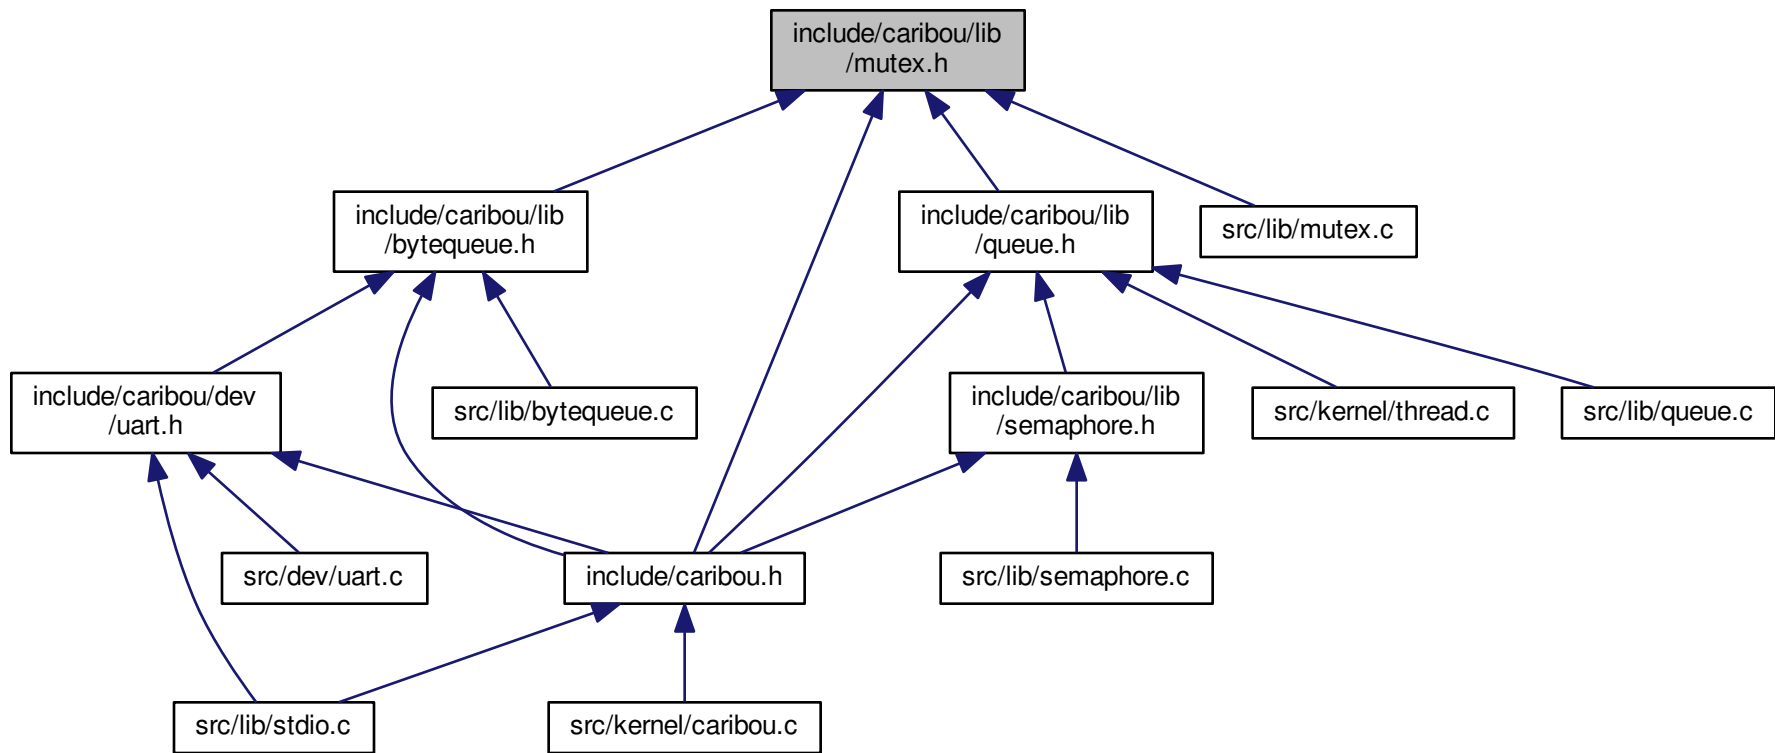 include/caribou/lib
/mutex.h
include/caribou/lib
/bytequeue.h
include/caribou/lib
/queue.h
src/lib/mutex.c
include/caribou/dev
/uart.h
src/lib/bytequeue.c
include/caribou/lib
/semaphore.h
src/kernel/thread.c
src/lib/queue.c
src/dev/uart.c
include/caribou.h
src/lib/semaphore.c
src/lib/stdio.c
src/kernel/caribou.c